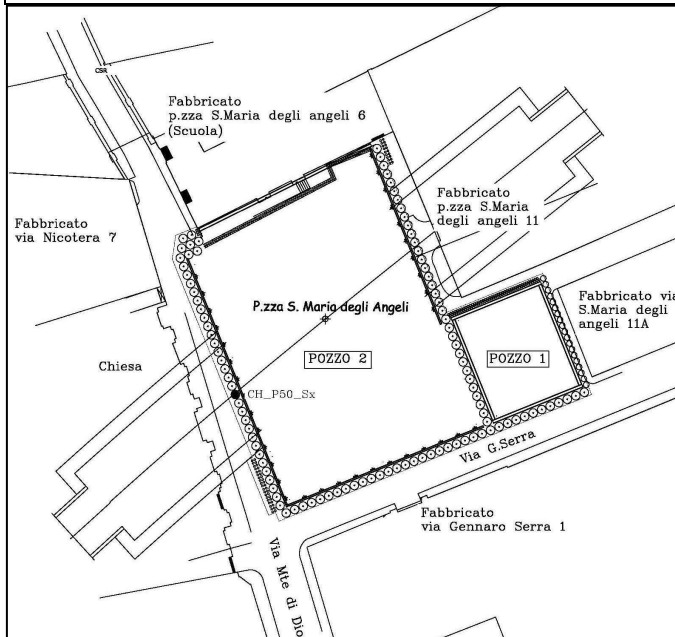 CSR
Fabbricato
p.zza S.Maria degli angeli 6
(Scuola)
Fabbricato
p.zza S.Maria
degli angeli 11
Fabbricato
via Nicotera 7
P.zza S. Maria degli Angeli
Fabbricato via
S.Maria degli
angeli 11A
POZZO 2
POZZO 1
Chiesa
CH_P50_Sx
Via G.Serra
Fabbricato
via Gennaro Serra 1
Via Mte di Dio